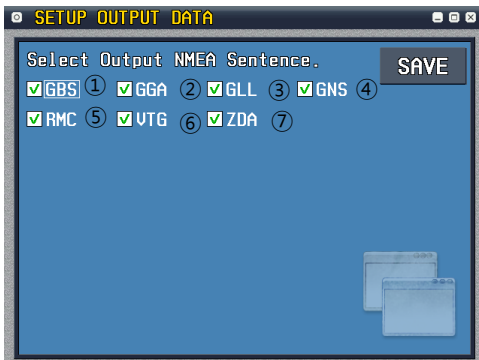 SETUP OUTPUT DATA
Select Output NMEA Sentence.
SAVE
GBS ① GGA ② GLL ③ GNS ④
RMC ⑤ VTG ⑥ ZDA ⑦